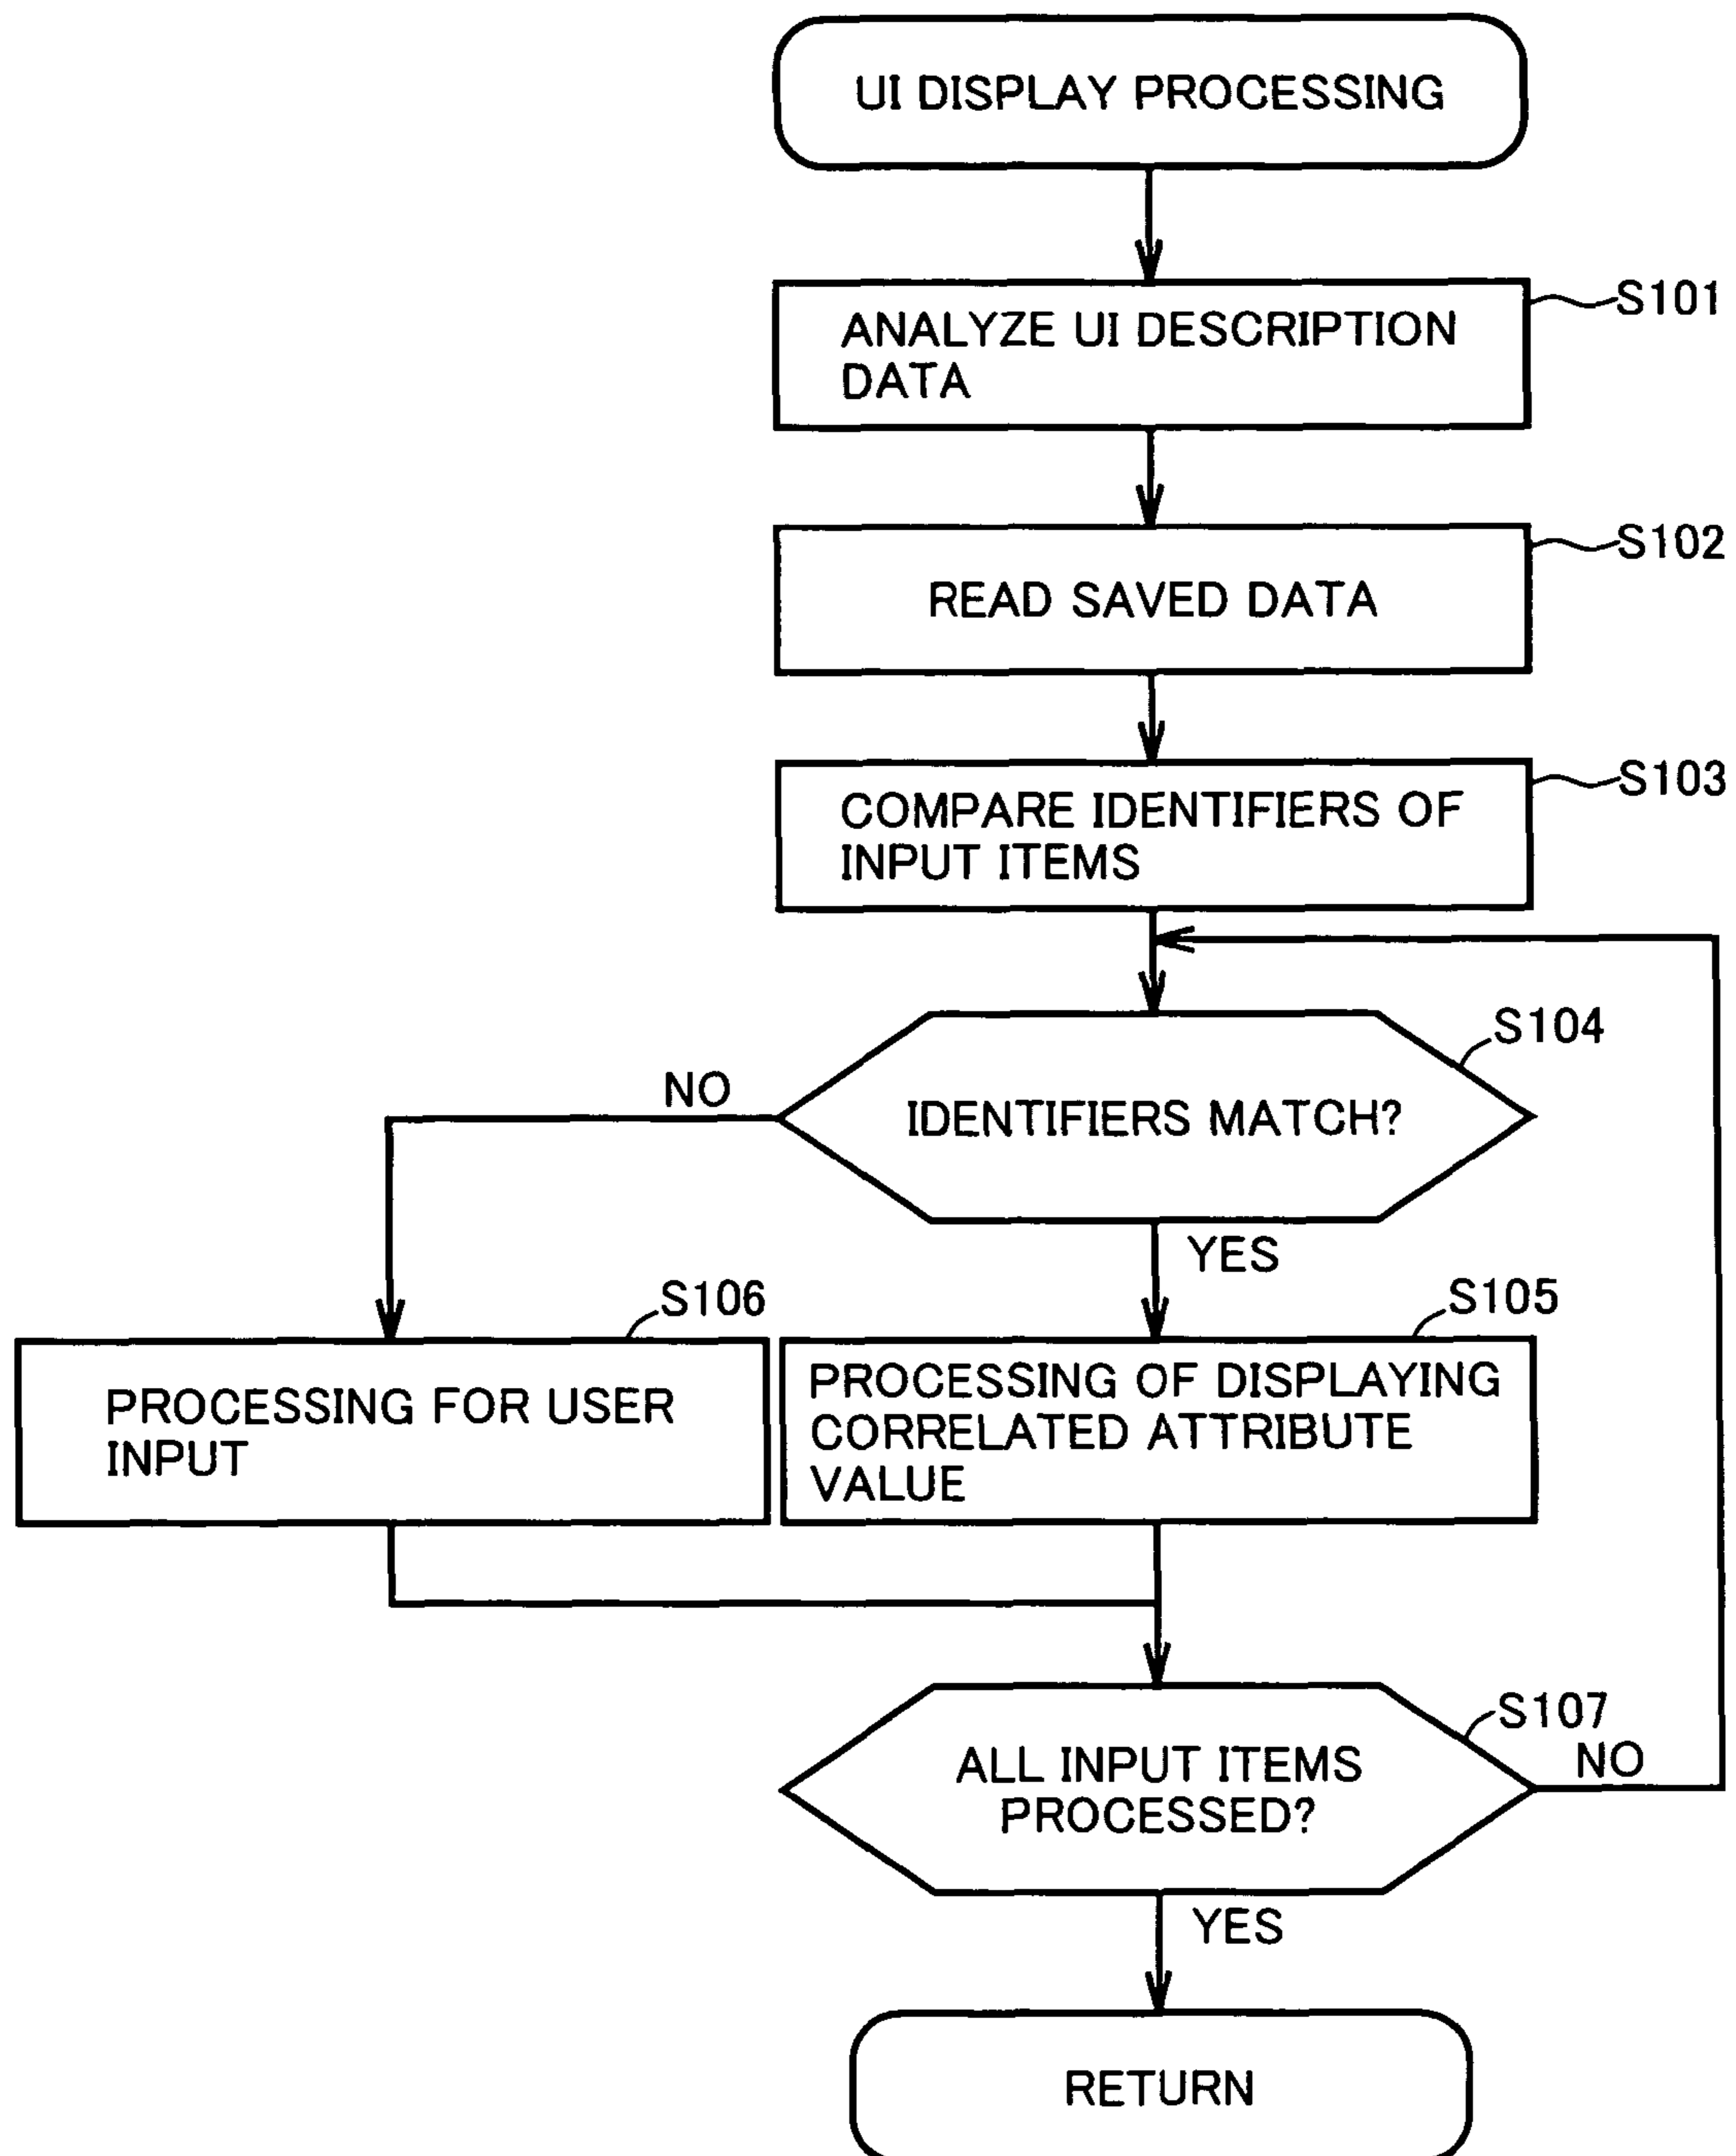 UI DISPLAY PROCESSING
S101
ANALYZE UI DESCRIPTION
DATA
S102
READ SAVED DATA
S103
COMPARE IDENTIFIERS OF
INPUT ITEMS
S104
NO
IDENTIFIERS MATCH?
YES
S106
PROCESSING FOR USER
INPUT
S105
PROCESSING OF DISPLAYING
CORRELATED ATTRIBUTE
VALUE
S107
ALL INPUT ITEMS
PROCESSED?
NO
YES
RETURN